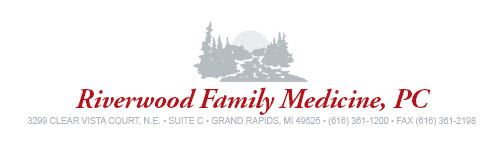 Riverwood Family Medicine, PC
3299 CLEAR VISTA COURT, N.E. • SUITE C • GRAND RAPIDS, MI 49525 • (616) 361-1200 • FAX (616) 361-2198